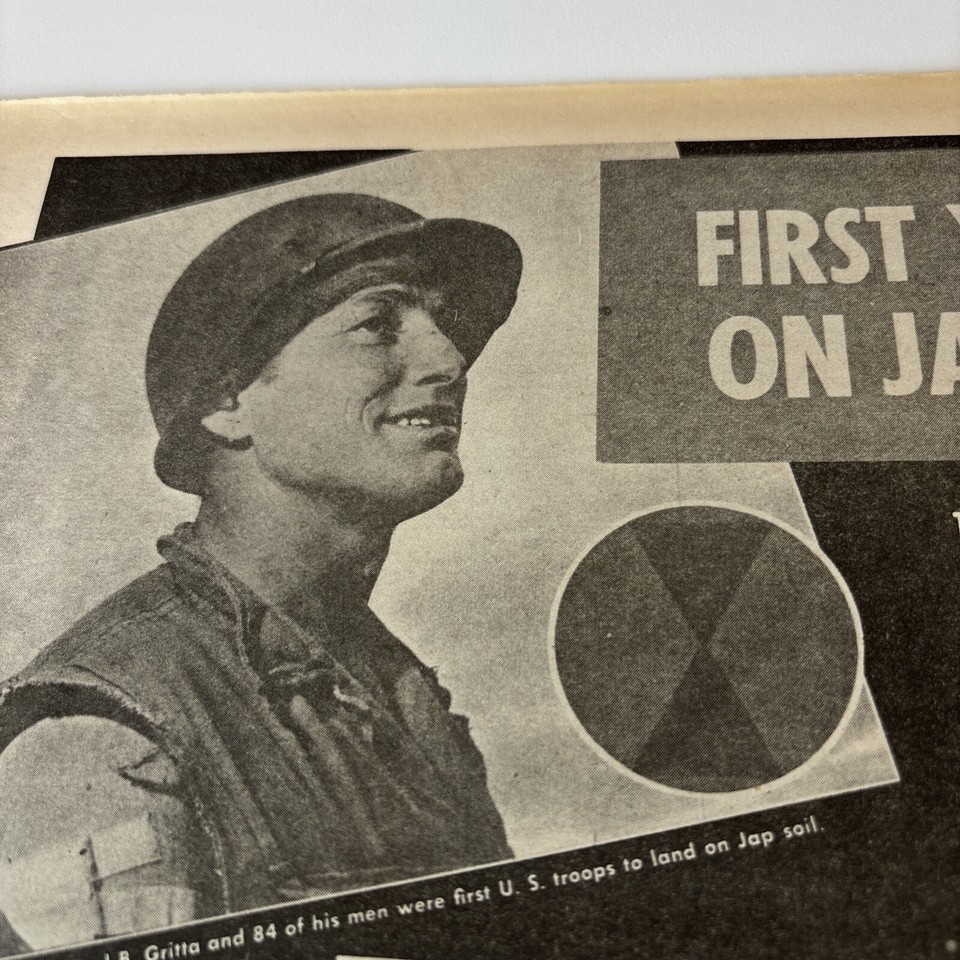 FIRST
ON JA
B. Gritta and 84 of his men were first U. S. troops to land on Jap soil.